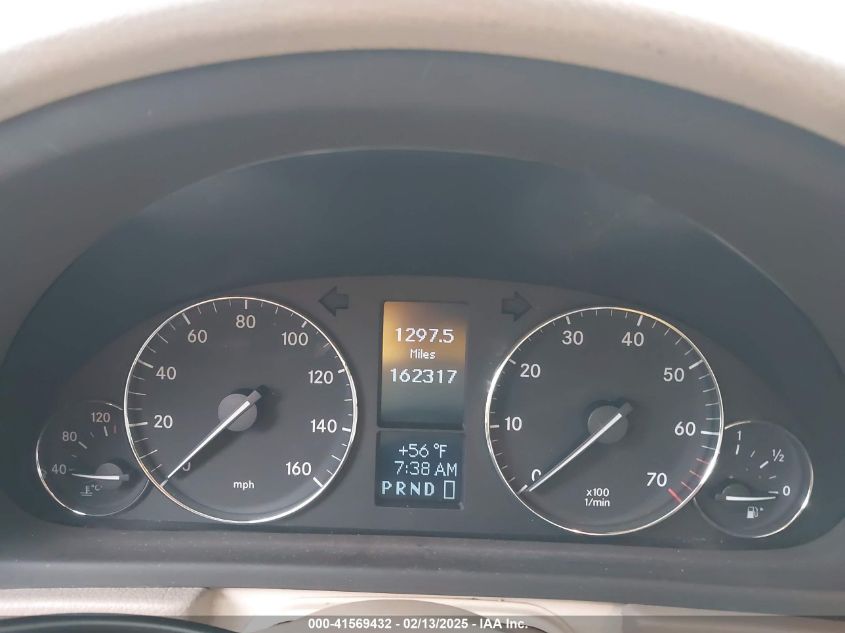 1297.5
Miles
162317
+56 °F
7:38 AM
PRND
0 20 40 60 80 100 120 140 160
mph
0 10 20 30 40 50 60 70
x100
1/min
40 80 120
°C
1 ½ 0
000-41569432 - 02/13/2025 - IAA Inc.